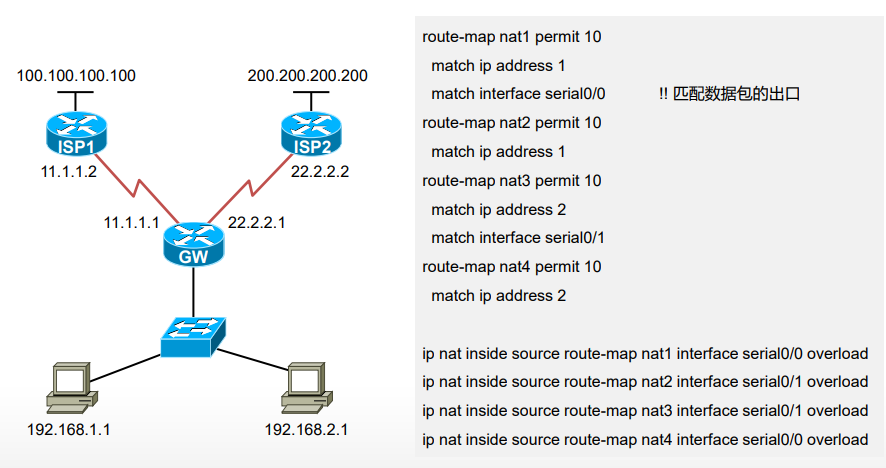 100.100.100.100
200.200.200.200
ISP1
ISP2
11.1.1.2
22.2.2.2
11.1.1.1
22.2.2.1
GW
192.168.1.1
192.168.2.1
route-map nat1 permit 10
match ip address 1
match interface serial0/0 !! 匹配数据包的出口
route-map nat2 permit 10
match ip address 1
route-map nat3 permit 10
match ip address 2
match interface serial0/1
route-map nat4 permit 10
match ip address 2
ip nat inside source route-map nat1 interface serial0/0 overload
ip nat inside source route-map nat2 interface serial0/1 overload
ip nat inside source route-map nat3 interface serial0/1 overload
ip nat inside source route-map nat4 interface serial0/0 overload